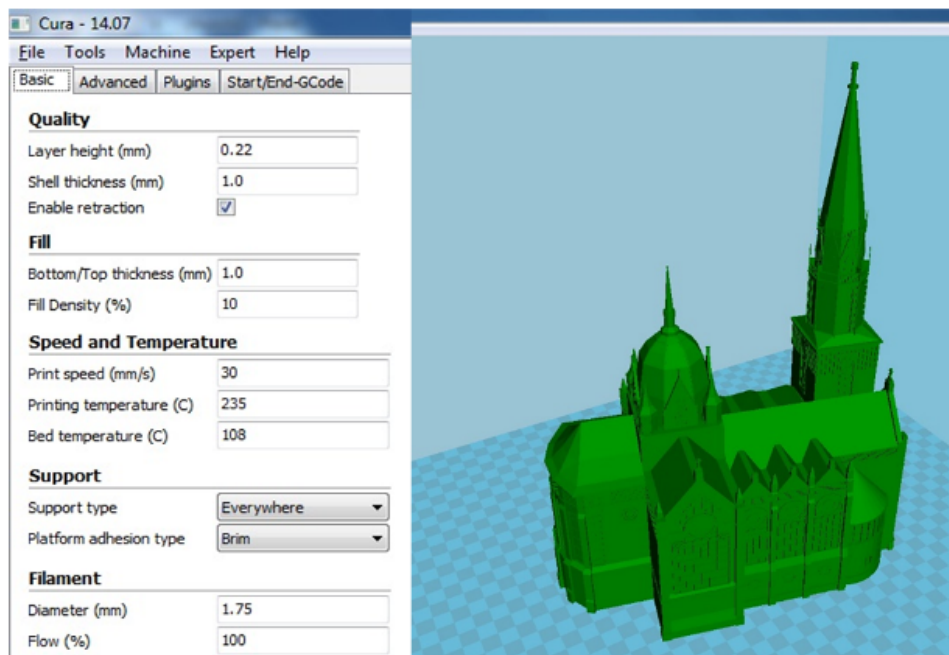 Cura - 14.07
File Tools Machine Expert Help
Basic Advanced Plugins Start/End-GCode
Quality
Layer height (mm) 0.22
Shell thickness (mm) 1.0
Enable retraction
Fill
Bottom/Top thickness (mm) 1.0
Fill Density (%) 10
Speed and Temperature
Print speed (mm/s) 30
Printing temperature (C) 235
Bed temperature (C) 108
Support
Support type Everywhere
Platform adhesion type Brim
Filament
Diameter (mm) 1.75
Flow (%) 100